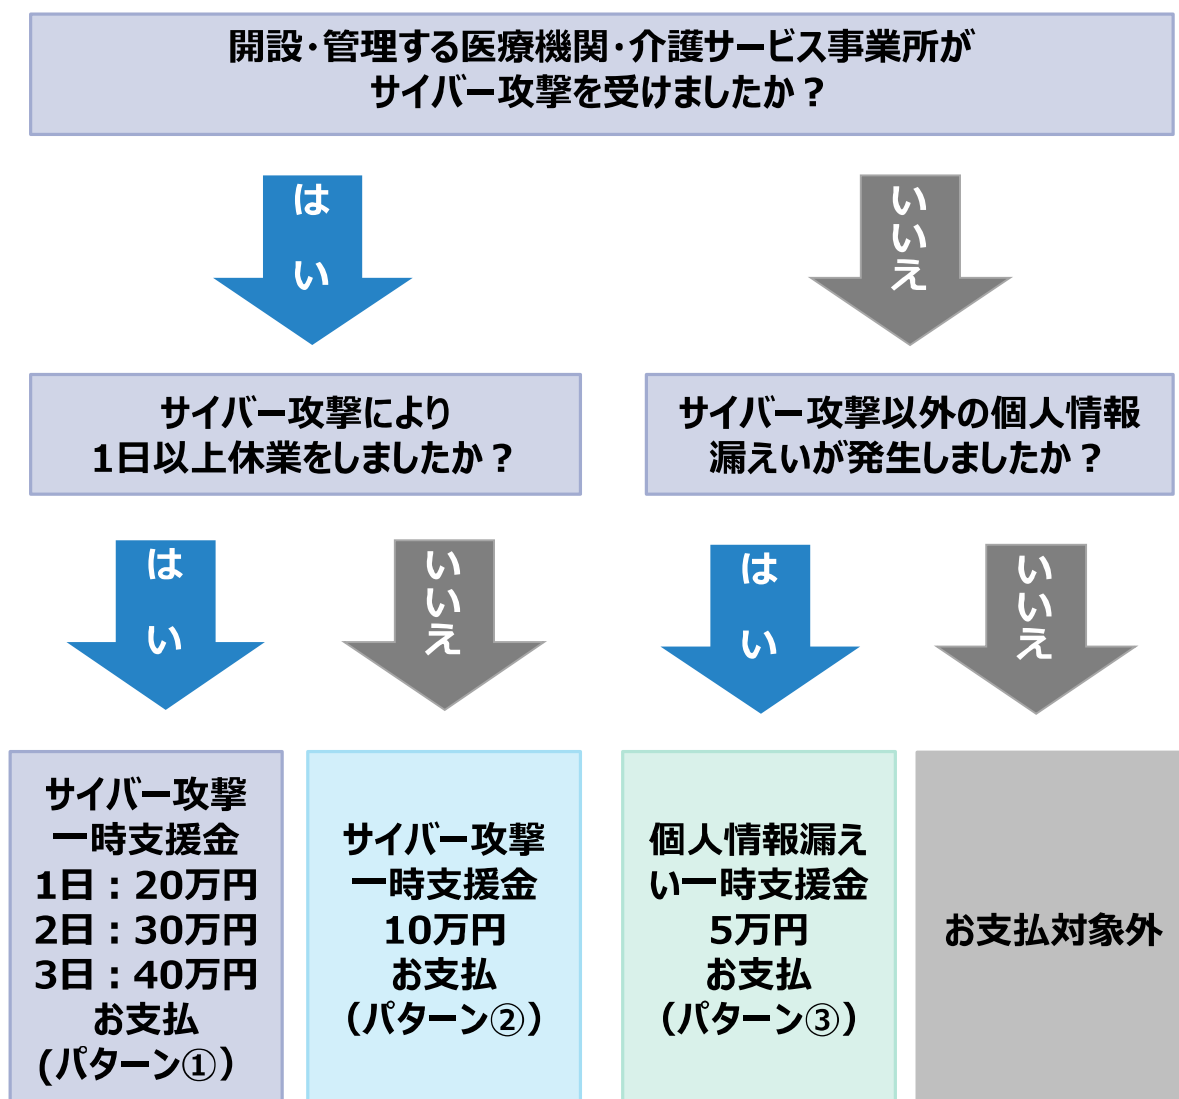 開設・管理する医療機関・介護サービス事業所が
サイバー攻撃を受けましたか？
はい
いいえ
サイバー攻撃により
1日以上休業をしましたか？
サイバー攻撃以外の個人情報
漏えいが発生しましたか？
はい
いいえ
はい
いいえ
サイバー攻撃
一時支援金
1日：20万円
2日：30万円
3日：40万円
お支払
(パターン①）
サイバー攻撃
一時支援金
10万円
お支払
（パターン②）
個人情報漏え
い一時支援金
5万円
お支払
（パターン③）
お支払対象外